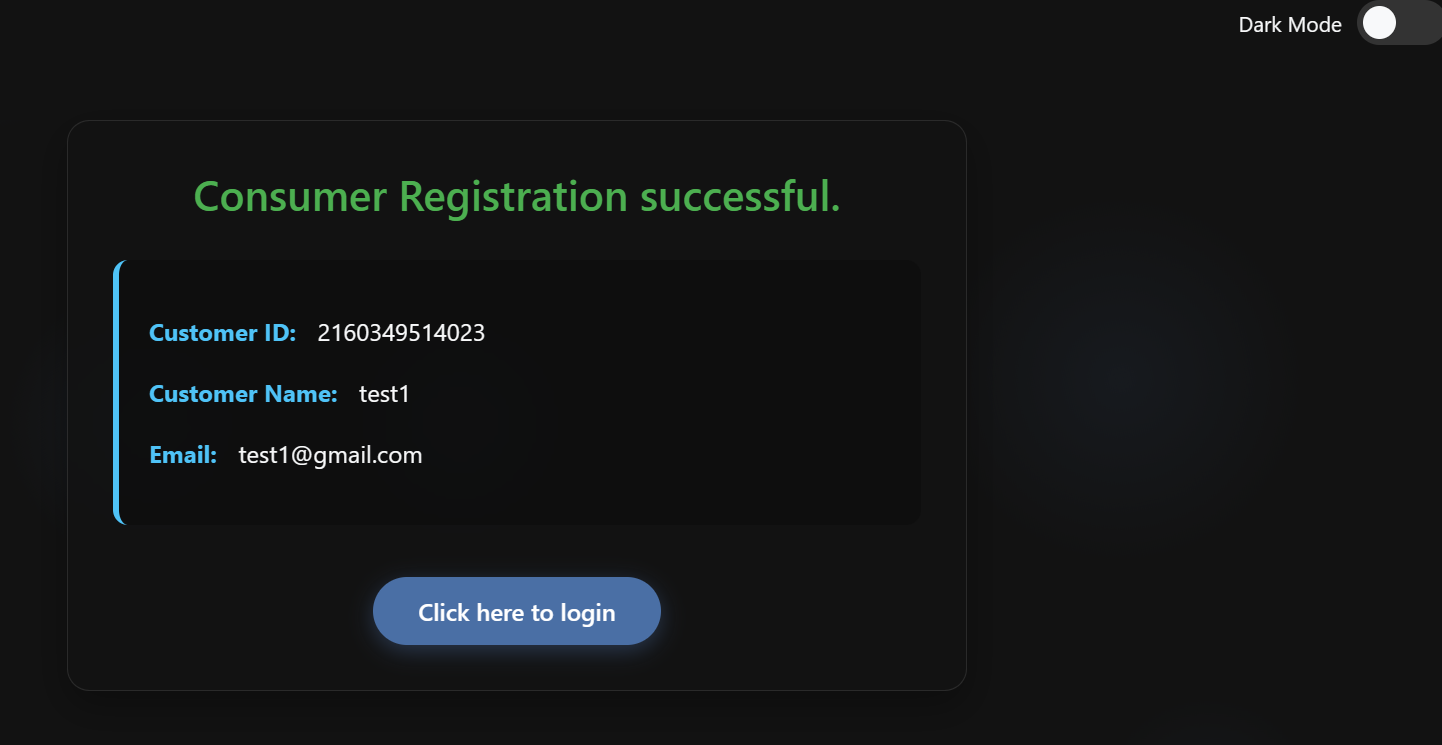 Dark Mode
Consumer Registration successful.
Customer ID: 2160349514023
Customer Name: test1
Email: test1@gmail.com
Click here to login